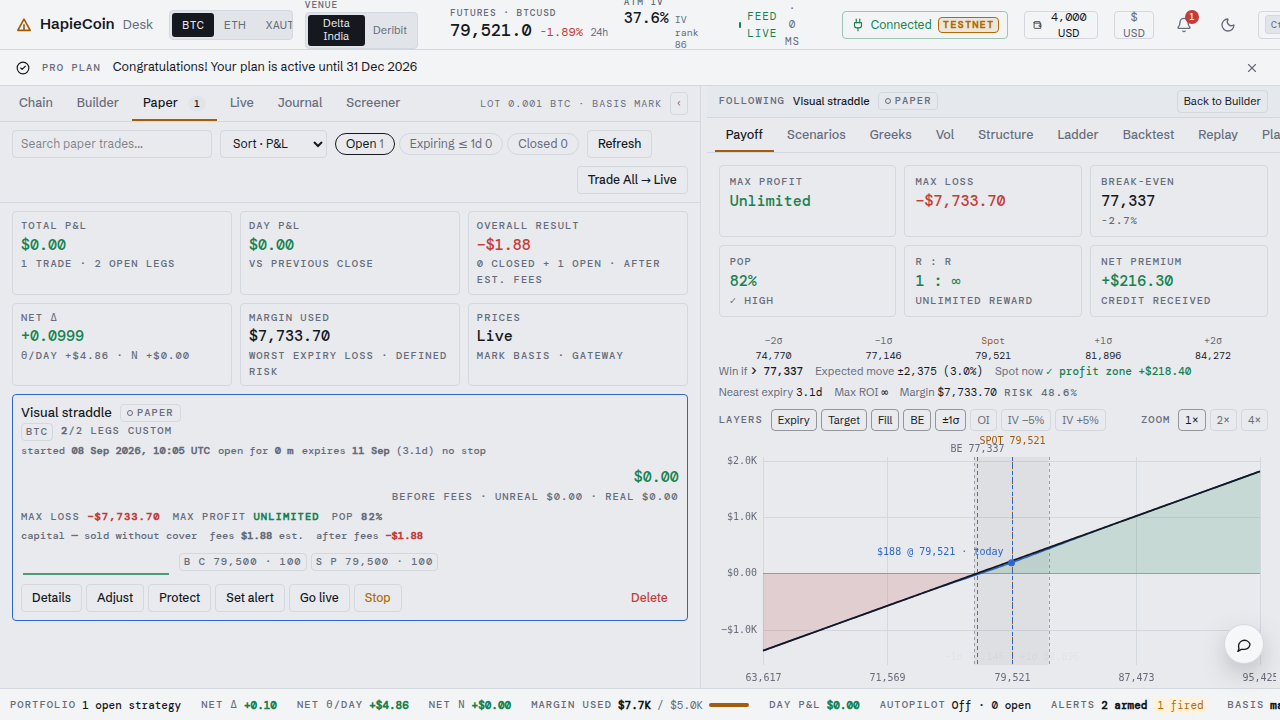 HapieCoin Desk
BTC ETH XAUT
VENUE
Delta India Deribit
FUTURES · BTCUSD
79,521.0 -1.89% 24h
ATM IV
37.6% IV rank 86
FEED LIVE · 0 MS
Connected TESTNET
4,000 USD
$ USD
1
PRO PLAN Congratulations! Your plan is active until 31 Dec 2026
Chain Builder Paper 1 Live Journal Screener
LOT 0.001 BTC · BASIS MARK
Search paper trades...
Sort · P&L
Open 1 Expiring ≤ 1d 0 Closed 0 Refresh
Trade All → Live
TOTAL P&L
$0.00
1 TRADE · 2 OPEN LEGS
DAY P&L
$0.00
VS PREVIOUS CLOSE
OVERALL RESULT
−$1.88
0 CLOSED + 1 OPEN · AFTER
EST. FEES
NET Δ
+0.0999
θ/DAY +$4.86 · N +$0.00
MARGIN USED
$7,733.70
WORST EXPIRY LOSS · DEFINED
RISK
PRICES
Live
MARK BASIS · GATEWAY
Visual straddle PAPER
BTC 2/2 LEGS CUSTOM
started 08 Sep 2026, 10:05 UTC open for 0 m expires 11 Sep (3.1d) no stop
$0.00
BEFORE FEES · UNREAL $0.00 · REAL $0.00
MAX LOSS −$7,733.70 MAX PROFIT UNLIMITED POP 82%
capital — sold without cover fees $1.88 est. after fees −$1.88
B C 79,500 · 100 S P 79,500 · 100
Details Adjust Protect Set alert Go live Stop Delete
FOLLOWING Visual straddle PAPER Back to Builder
Payoff Scenarios Greeks Vol Structure Ladder Backtest Replay Pla
MAX PROFIT
Unlimited
MAX LOSS
−$7,733.70
BREAK-EVEN
77,337
-2.7%
POP
82%
✓ HIGH
R : R
1 : ∞
UNLIMITED REWARD
NET PREMIUM
+$216.30
CREDIT RECEIVED
−2σ −1σ Spot +1σ +2σ
74,770 77,146 79,521 81,896 84,272
Win if > 77,337 Expected move ±2,375 (3.0%) Spot now ✓ profit zone +$218.40
Nearest expiry 3.1d Max ROI ∞ Margin $7,733.70 RISK 48.6%
LAYERS Expiry Target Fill BE ±1σ OI IV −5% IV +5% ZOOM 1× 2× 4×
SPOT 79,521
BE 77,337
$2.0K
$1.0K
$188 @ 79,521 · today
$0.00
−$1.0K
63,617 71,569 79,521 87,473 95,425
PORTFOLIO 1 open strategy NET Δ +0.10 NET θ/DAY +$4.86 NET N +$0.00 MARGIN USED $7.7K / $5.0K DAY P&L $0.00 AUTOPILOT Off · 0 open ALERTS 2 armed 1 fired BASIS